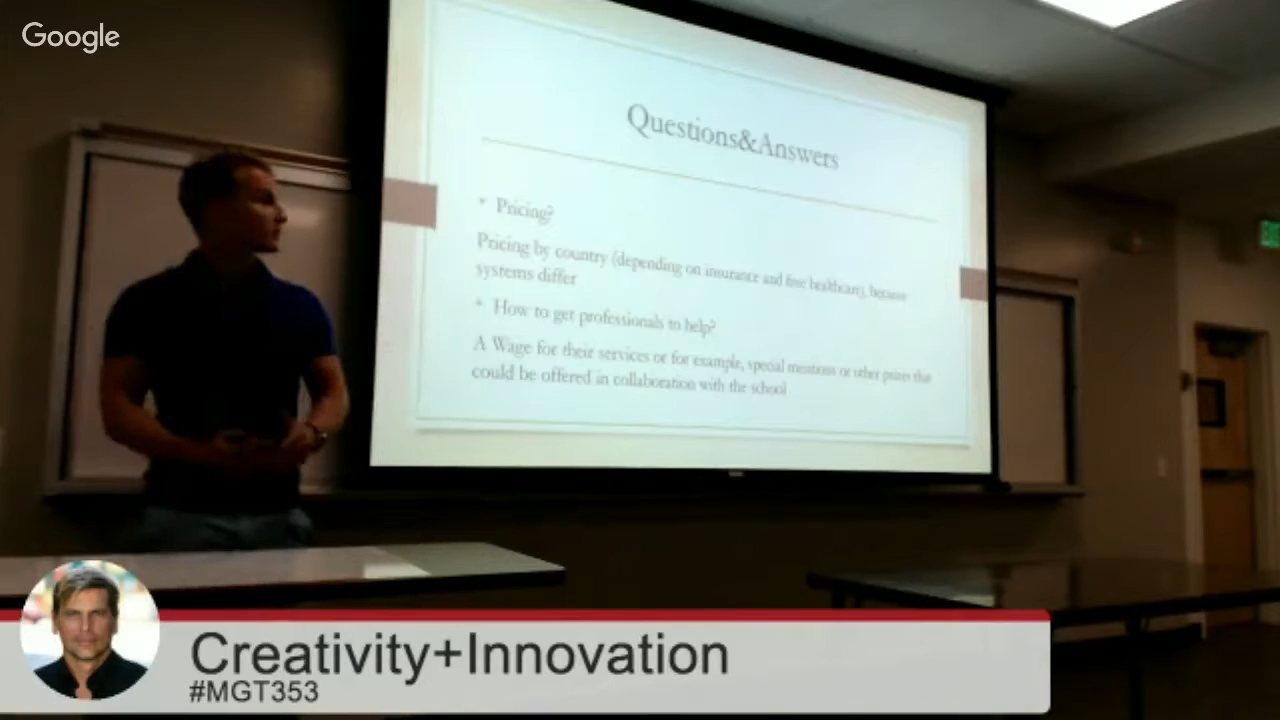 Google
Questions&Answers
* Pricing?
Pricing by country (depending on insurance and free healthcare), because
systems differ
* How to get professionals to help?
A Wage for their services or for example, special mentions or other prizes that
could be offered in collaboration with the school
Creativity+Innovation
#MGT353